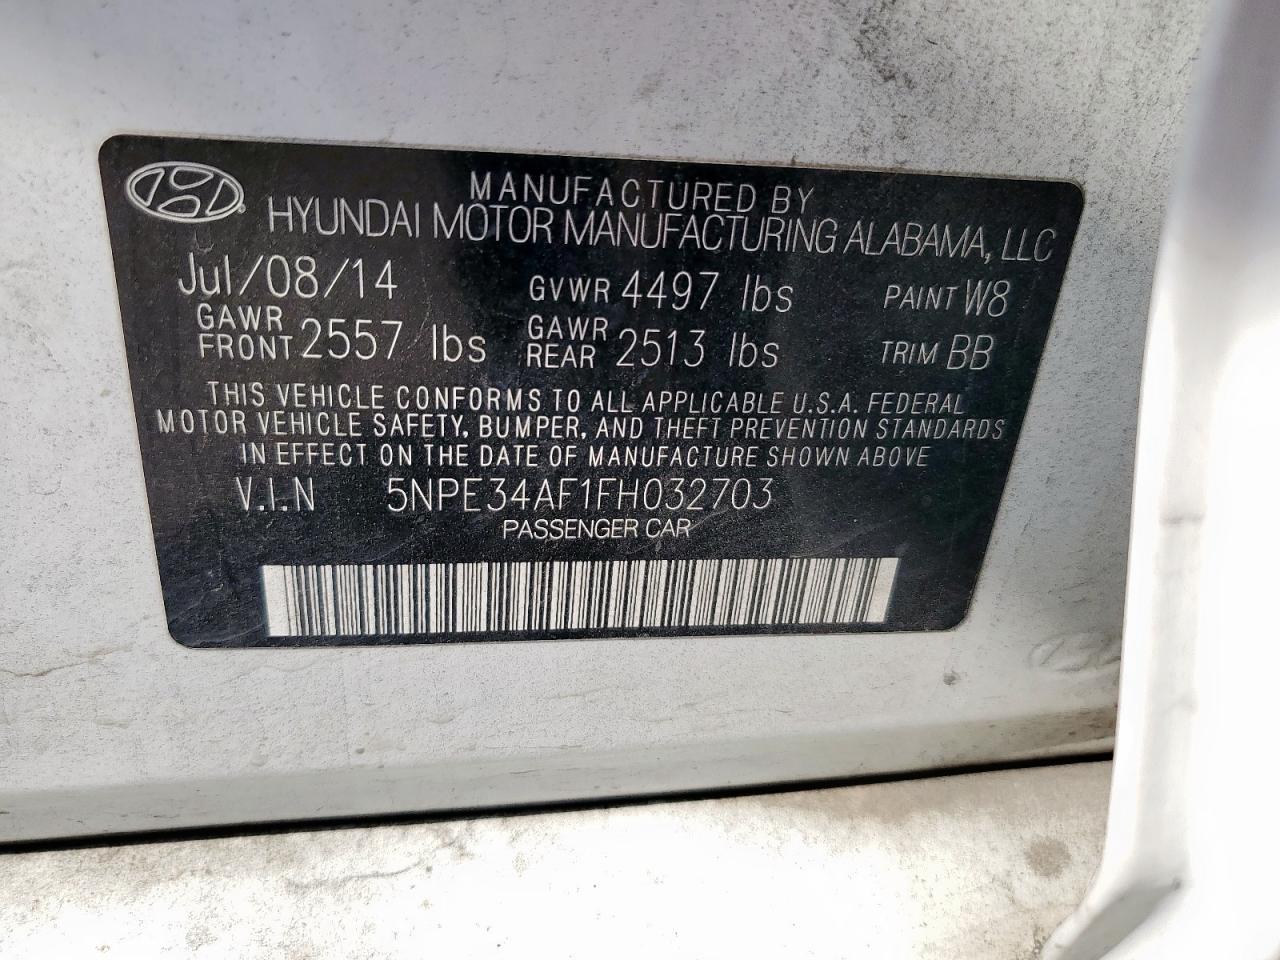 MANUFACTURED BY
HYUNDAI MOTOR MANUFACTURING ALABAMA, LLC
Jul/08/14 GVWR 4497 lbs PAINT W8
GAWR FRONT 2557 lbs GAWR REAR 2513 lbs TRIM BB
THIS VEHICLE CONFORMS TO ALL APPLICABLE U.S.A. FEDERAL
MOTOR VEHICLE SAFETY, BUMPER, AND THEFT PREVENTION STANDARDS
IN EFFECT ON THE DATE OF MANUFACTURE SHOWN ABOVE
V.I.N 5NPE34AF1FH032703
PASSENGER CAR